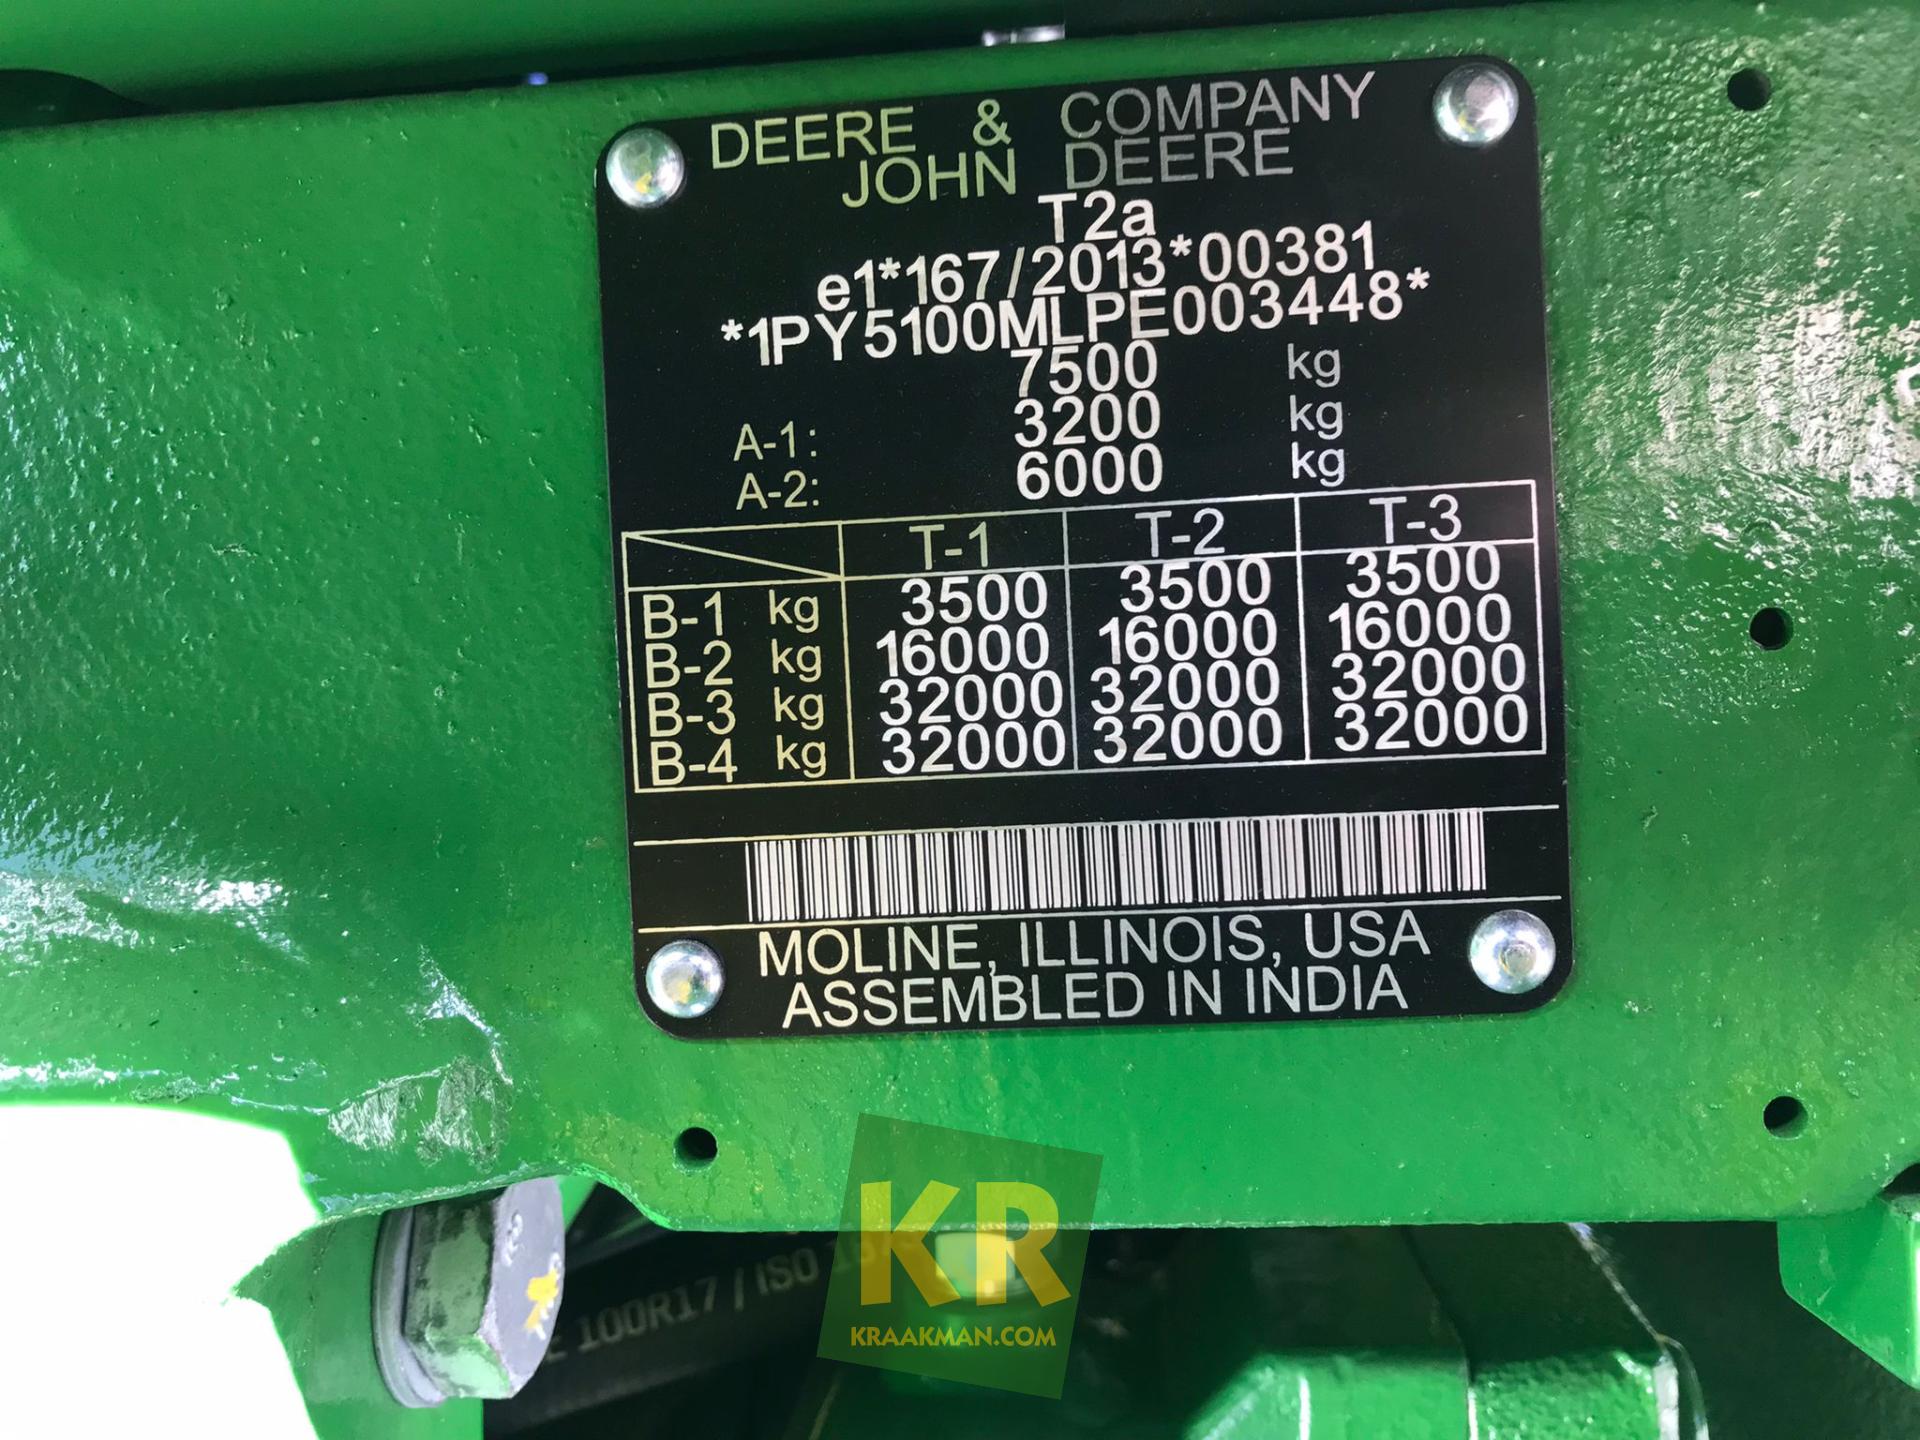 DEERE & COMPANY
JOHN DEERE
T2a
e1*167/2013*00381
*1PY5100MLPE003448*
7500 kg
A-1: 3200 kg
A-2: 6000 kg
T-1 T-2 T-3
B-1 kg 3500 3500 3500
B-2 kg 16000 16000 16000
B-3 kg 32000 32000 32000
B-4 kg 32000 32000 32000
MOLINE, ILLINOIS, USA
ASSEMBLED IN INDIA
100R17 / ISO
KR
KRAAKMAN.COM